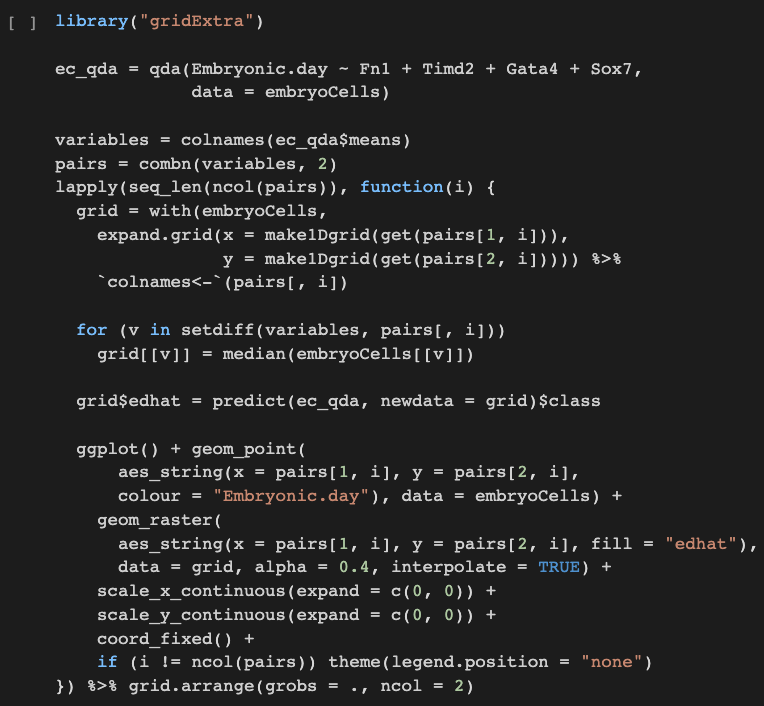 [ ] library("gridExtra")

ec_qda = qda(Embryonic.day ~ Fn1 + Timd2 + Gata4 + Sox7,
             data = embryoCells)

variables = colnames(ec_qda$means)
pairs = combn(variables, 2)
lapply(seq_len(ncol(pairs)), function(i) {
  grid = with(embryoCells,
    expand.grid(x = make1Dgrid(get(pairs[1, i])),
                y = make1Dgrid(get(pairs[2, i])))) %>%
    `colnames<-`(pairs[, i])

  for (v in setdiff(variables, pairs[, i]))
    grid[[v]] = median(embryoCells[[v]])

  grid$edhat = predict(ec_qda, newdata = grid)$class

  ggplot() + geom_point(
      aes_string(x = pairs[1, i], y = pairs[2, i],
      colour = "Embryonic.day"), data = embryoCells) +
    geom_raster(
      aes_string(x = pairs[1, i], y = pairs[2, i], fill = "edhat"),
      data = grid, alpha = 0.4, interpolate = TRUE) +
    scale_x_continuous(expand = c(0, 0)) +
    scale_y_continuous(expand = c(0, 0)) +
    coord_fixed() +
    if (i != ncol(pairs)) theme(legend.position = "none")
}) %>% grid.arrange(grobs = ., ncol = 2)